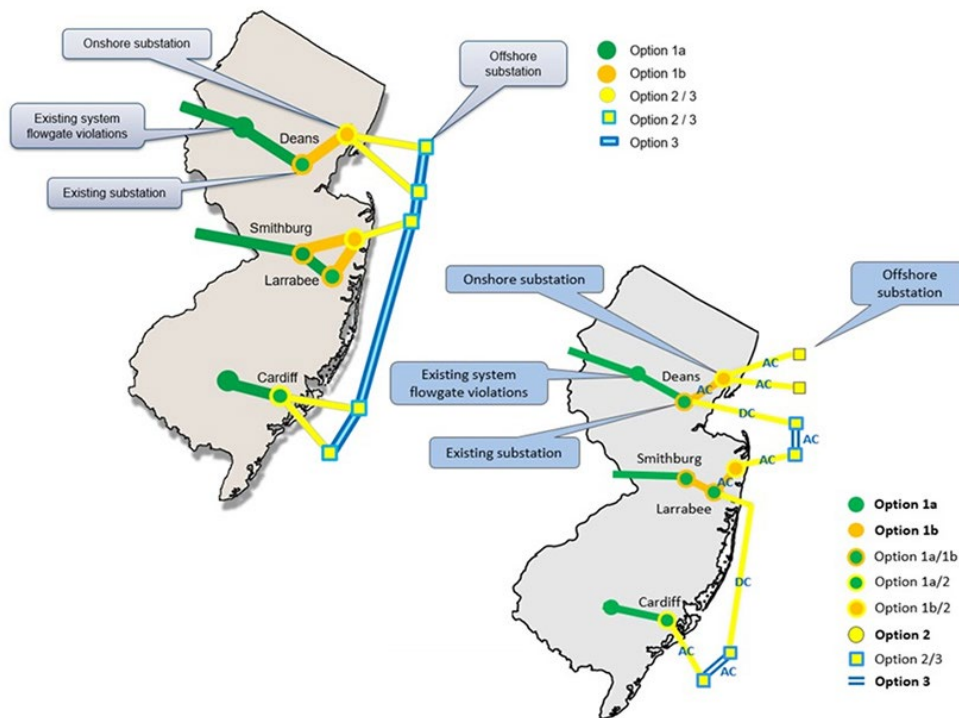 Onshore substation
Offshore
substation
Option 1a
Option 1b
Option 2 / 3
Option 2 / 3
Option 3
Existing system
flowgate violations
Deans
Existing substation
Smithburg
Larrabee
Cardiff
Onshore substation
Offshore
substation
Existing system
flowgate violations
Deans
AC
AC
AC
DC
AC
Existing substation
Smithburg
AC
AC
Larrabee
DC
Cardiff
AC
AC
Option 1a
Option 1b
Option 1a/1b
Option 1a/2
Option 1b/2
Option 2
Option 2/3
Option 3